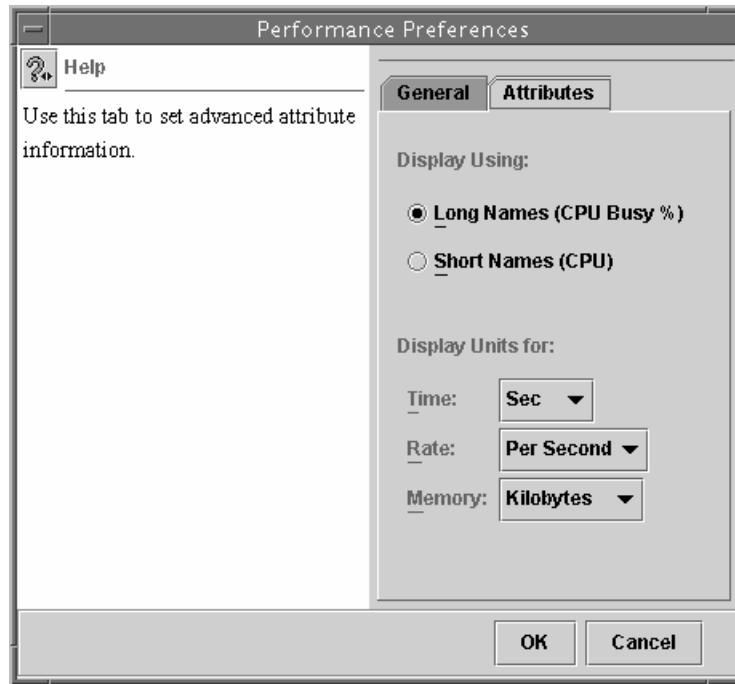 Performance Preferences
Help
Use this tab to set advanced attribute
information.
General Attributes
Display Using:
Long Names (CPU Busy %)
Short Names (CPU)
Display Units for:
Time: Sec
Rate: Per Second
Memory: Kilobytes
OK Cancel